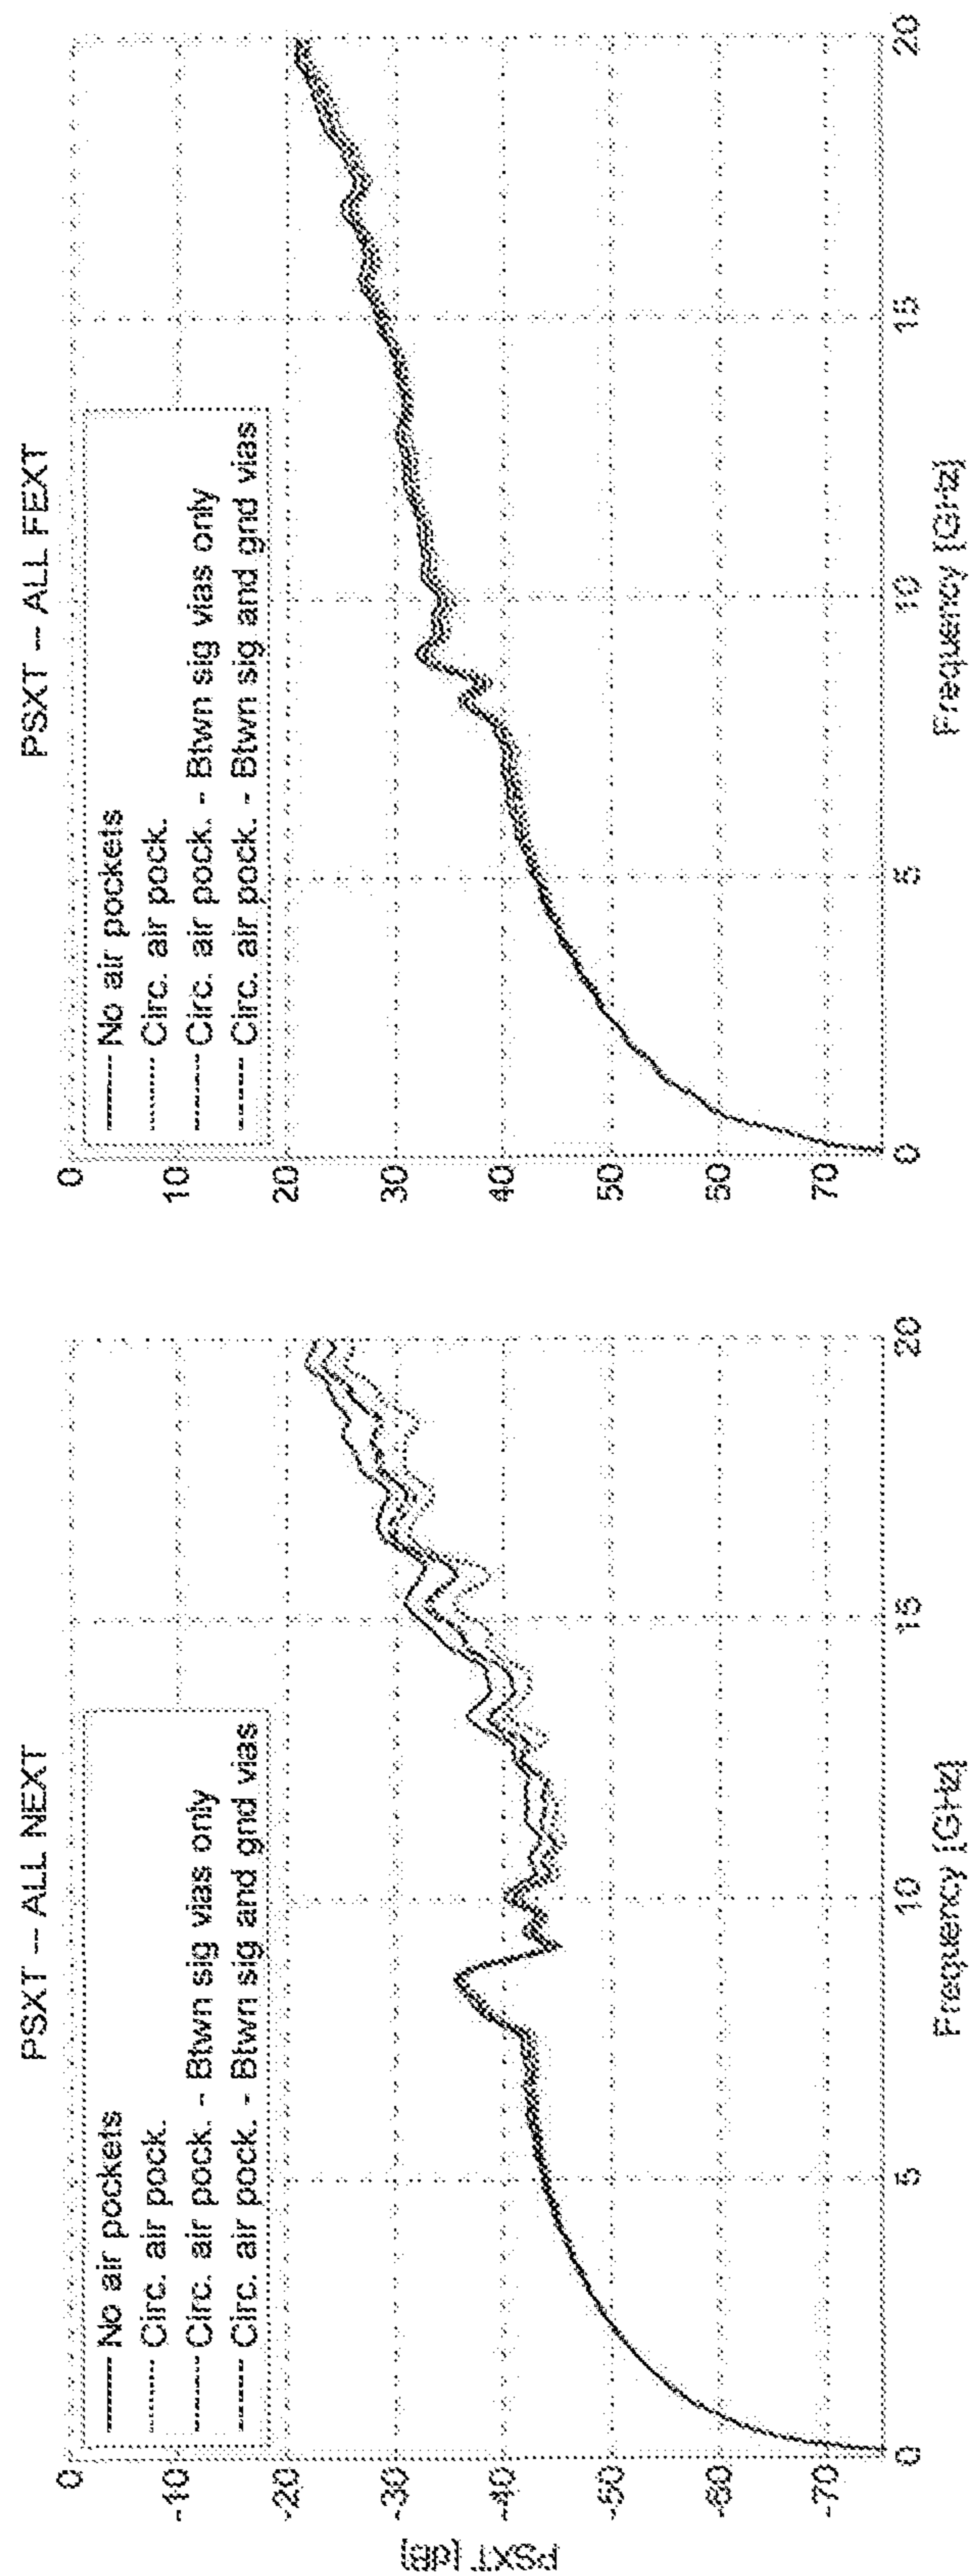 PSXT -- ALL NEXT
No air pockets
Circ. air pock.
Circ. air pock. - Btwn sig vias only
Circ. air pock. - Btwn sig and gnd vias
PSXT [dB]
0
-10
-20
-30
-40
-50
-60
-70
0
5
10
15
20
Frequency [GHz]
PSXT -- ALL FEXT
No air pockets
Circ. air pock.
Circ. air pock. - Btwn sig vias only
Circ. air pock. - Btwn sig and gnd vias
0
10
20
30
40
50
60
70
0
5
10
15
20
Frequency [GHz]